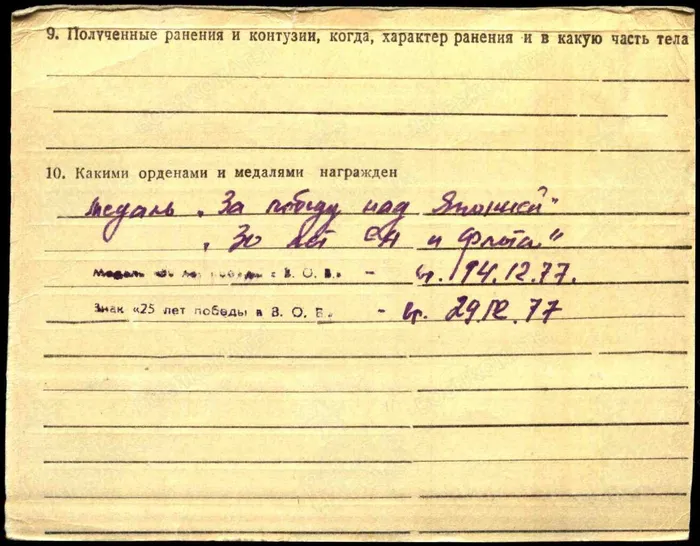 9. Полученные ранения и контузии, когда, характер ранения и в какую часть тела
10. Какими орденами и медалями награжден
медаль „За победу над Японией"
„30 лет СА и флота"
Медаль «30 лет победы в В. О. В.» — вр. 14.12.77.
Знак «25 лет победы в В. О. В.» - вр. 29.12.77